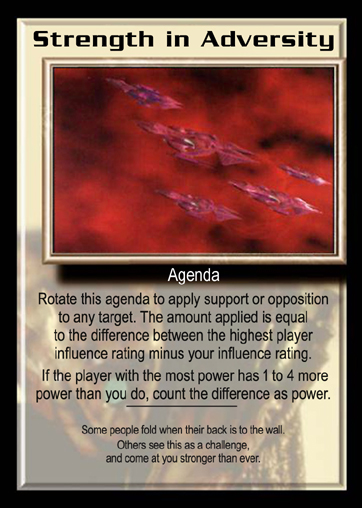 Strength in Adversity
Agenda
Rotate this agenda to apply support or opposition
to any target. The amount applied is equal
to the difference between the highest player
influence rating minus your influence rating.
If the player with the most power has 1 to 4 more
power than you do, count the difference as power.
Some people fold when their back is to the wall.
Others see this as a challenge,
and come at you stronger than ever.